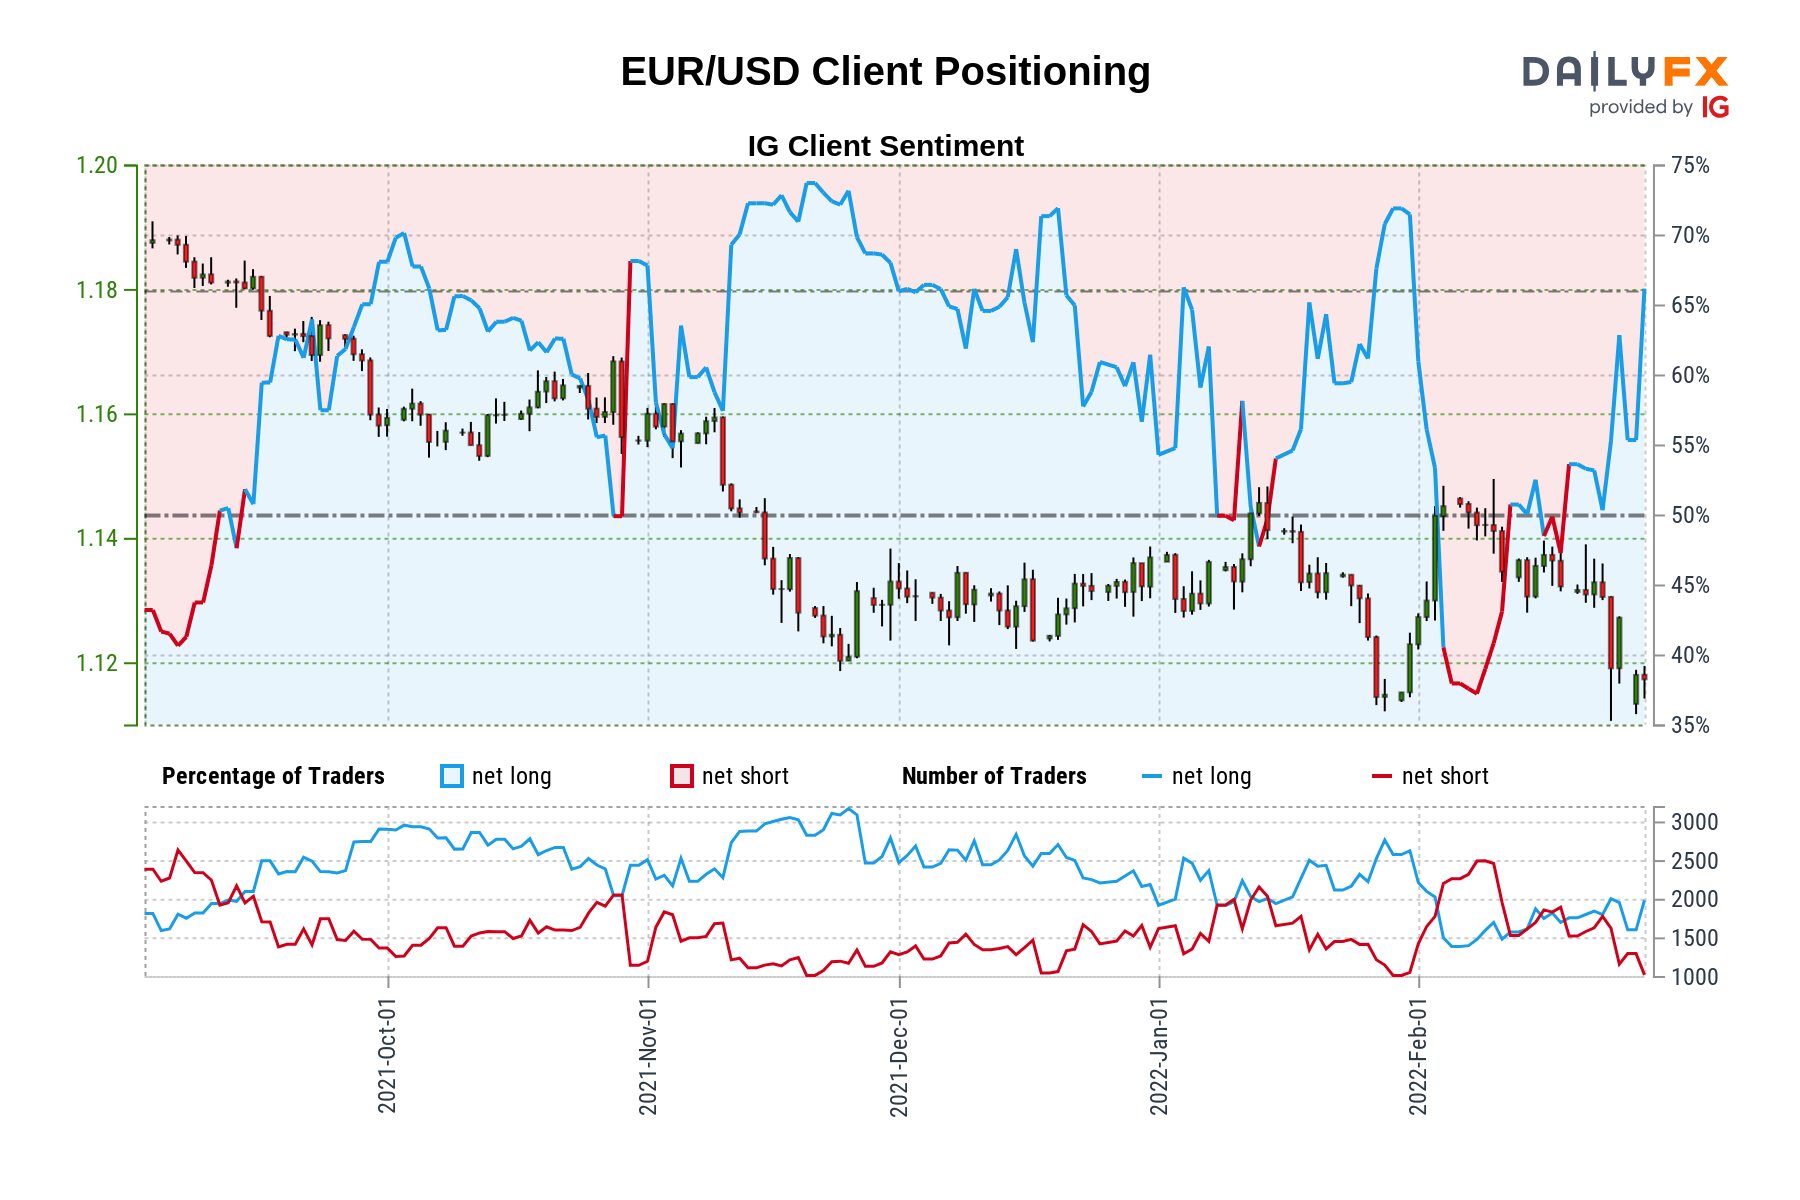 EUR/USD Client Positioning
DAILYFX
provided by IG
IG Client Sentiment
1.20
1.18
1.16
1.14
1.12
75%
70%
65%
60%
55%
50%
45%
40%
35%
Percentage of Traders net long net short Number of Traders net long net short
3000
2500
2000
1500
1000
2021-Oct-01
2021-Nov-01
2021-Dec-01
2022-Jan-01
2022-Feb-01